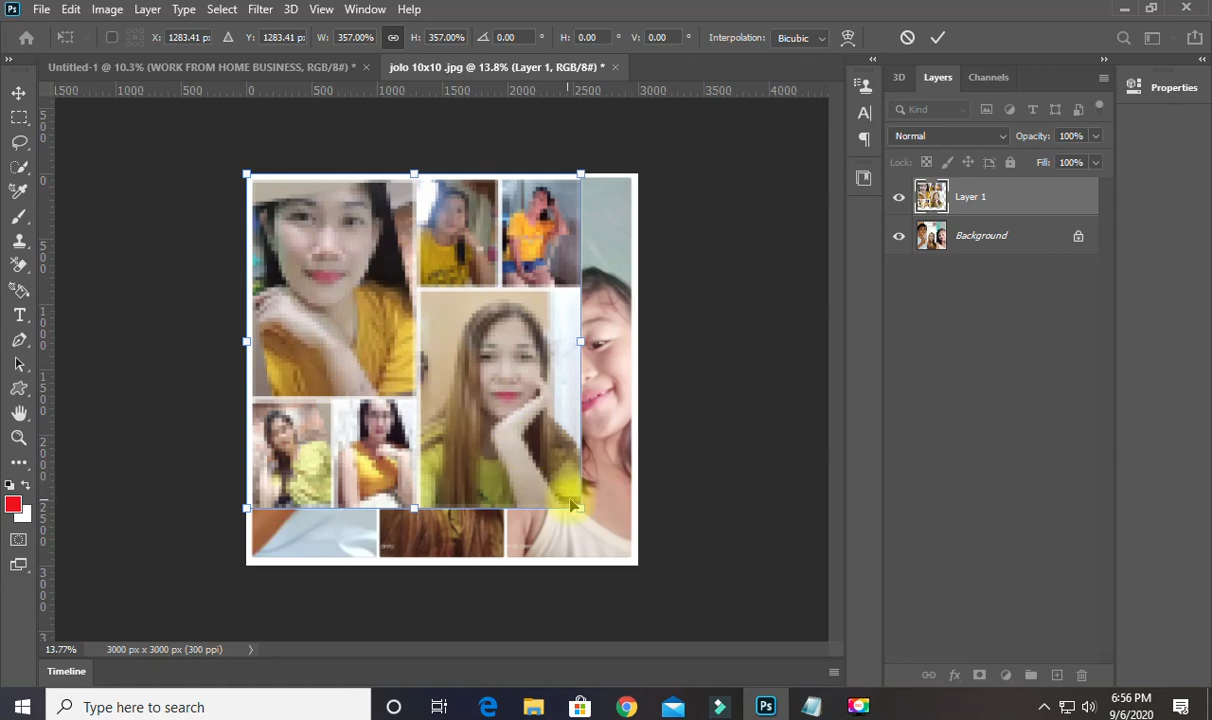 Ps File Edit Image Layer Type Select Filter 3D View Window Help
X: 1283.41 p: Y: 1283.41 p: W: 357.00% H: 357.00% 0.00 ° H: 0.00 ° V: 0.00 ° Interpolation: Bicubic
Untitled-1 @ 10.3% (WORK FROM HOME BUSINESS, RGB/8#) * × jolo 10x10 .jpg @ 13.8% (Layer 1, RGB/8#) * ×
1500 1000 500 0 500 1000 1500 2000 2500 3000 3500 4000
3D Layers Channels
Properties
Kind
Normal Opacity: 100%
Lock: Fill: 100%
Layer 1
Background
13.77% 3000 px x 3000 px (300 ppi)
Timeline
Type here to search
Ps
6:56 PM
9/6/2020